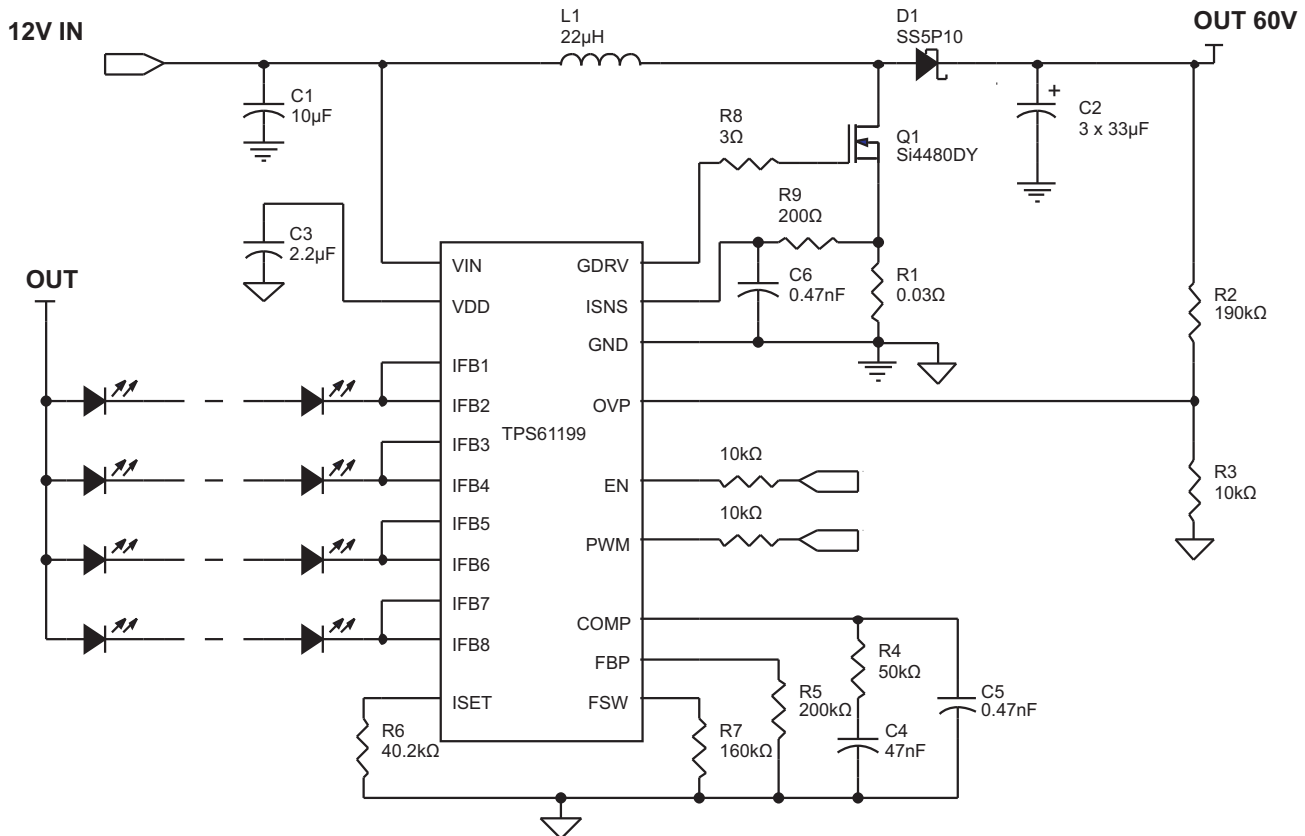 12V IN
L1
22µH
D1
SS5P10
OUT 60V
C1
10µF
R8
3Ω
Q1
Si4480DY
+
C2
3 x 33µF
C3
2.2µF
R9
200Ω
OUT
VIN
GDRV
C6
0.47nF
R1
0.03Ω
R2
190kΩ
VDD
ISNS
GND
IFB1
IFB2
OVP
TPS61199
IFB3
IFB4
EN
10kΩ
R3
10kΩ
IFB5
PWM
10kΩ
IFB6
IFB7
COMP
IFB8
FBP
R4
50kΩ
ISET
FSW
R5
200kΩ
C5
0.47nF
R6
40.2kΩ
R7
160kΩ
C4
47nF